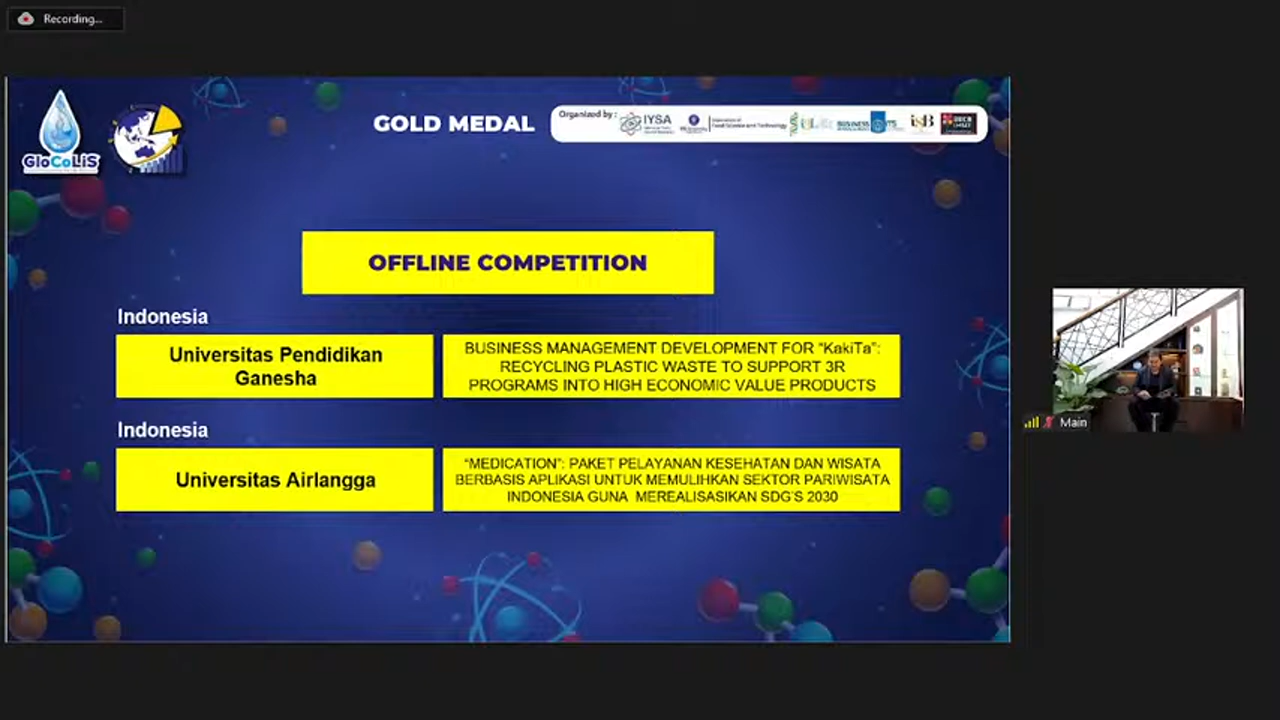 Recording...
GloCoLiS
GOLD MEDAL
Organized by :
IYSA
OFFLINE COMPETITION
Indonesia
Universitas Pendidikan
Ganesha
BUSINESS MANAGEMENT DEVELOPMENT FOR “KakiTa”:
RECYCLING PLASTIC WASTE TO SUPPORT 3R
PROGRAMS INTO HIGH ECONOMIC VALUE PRODUCTS
Indonesia
Universitas Airlangga
“MEDICATION”: PAKET PELAYANAN KESEHATAN DAN WISATA
BERBASIS APLIKASI UNTUK MEMULIHKAN SEKTOR PARIWISATA
INDONESIA GUNA MEREALISASIKAN SDG'S 2030
Main